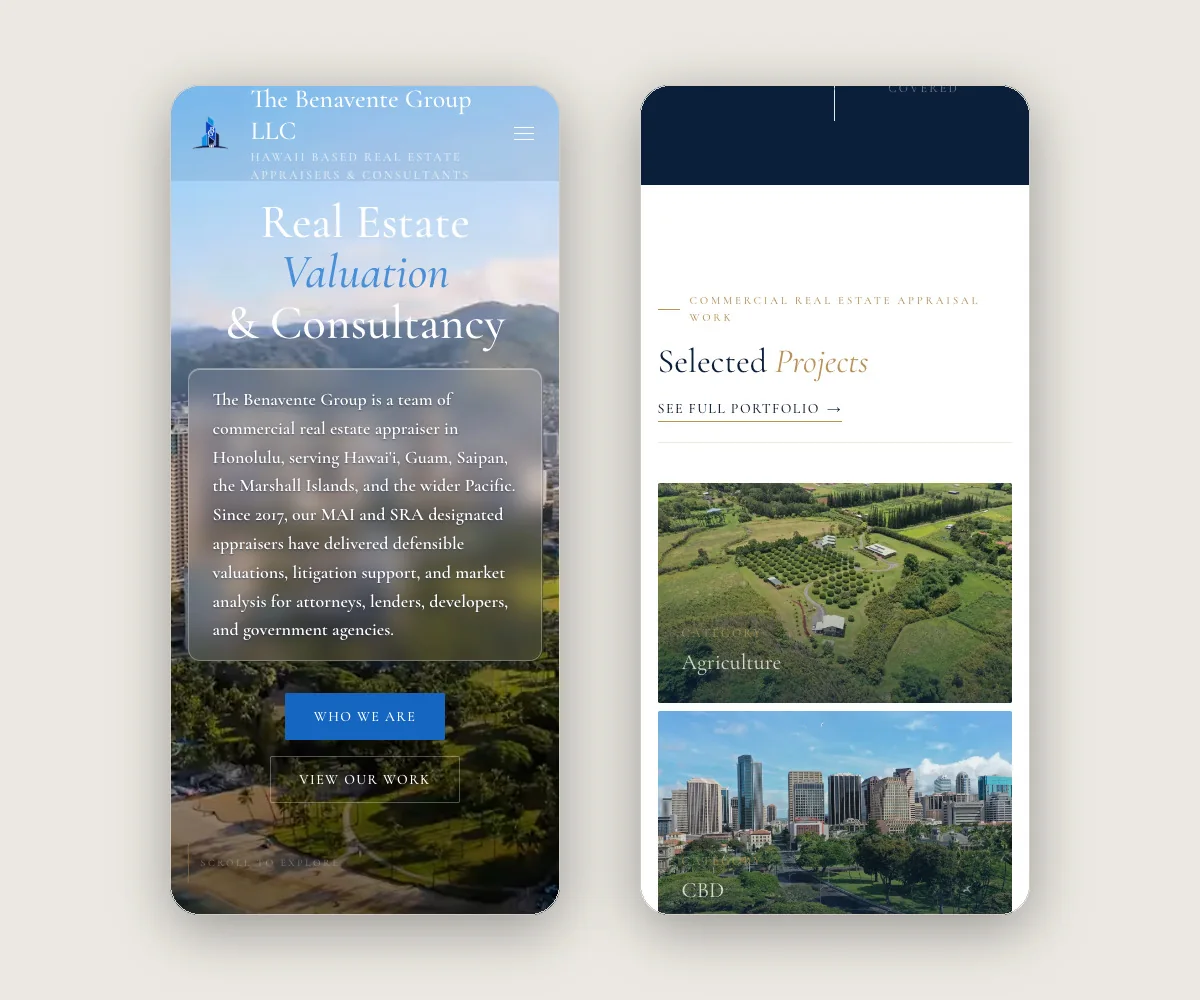 The Benavente Group
LLC
HAWAII BASED REAL ESTATE
APPRAISERS & CONSULTANTS
Real Estate
Valuation
& Consultancy
The Benavente Group is a team of
commercial real estate appraiser in
Honolulu, serving Hawai'i, Guam, Saipan,
the Marshall Islands, and the wider Pacific.
Since 2017, our MAI and SRA designated
appraisers have delivered defensible
valuations, litigation support, and market
analysis for attorneys, lenders, developers,
and government agencies.
WHO WE ARE
VIEW OUR WORK
SCROLL TO EXPLORE
COVERED
COMMERCIAL REAL ESTATE APPRAISAL
WORK
Selected Projects
SEE FULL PORTFOLIO →
CATEGORY
Agriculture
CATEGORY
CBD